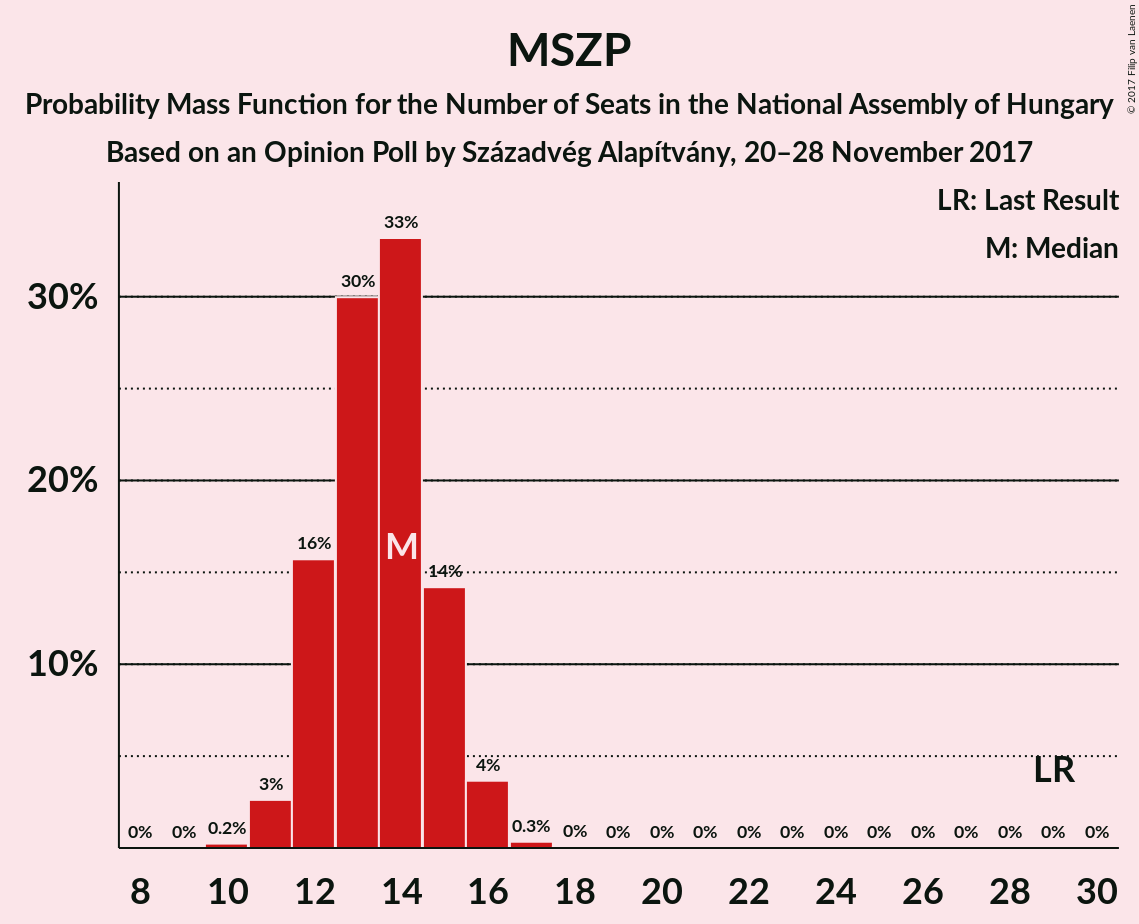 MSZP
Probability Mass Function for the Number of Seats in the National Assembly of Hungary
Based on an Opinion Poll by Századvég Alapítvány, 20–28 November 2017
© 2017 Filip van Laenen
LR: Last Result
M: Median
30%
20%
10%
0% 0% 0.2% 3% 16% 30% 33% 14% 4% 0.3% 0% 0% 0% 0% 0% 0% 0% 0% 0% 0% 0% 0% 0%
M
LR
8 10 12 14 16 18 20 22 24 26 28 30